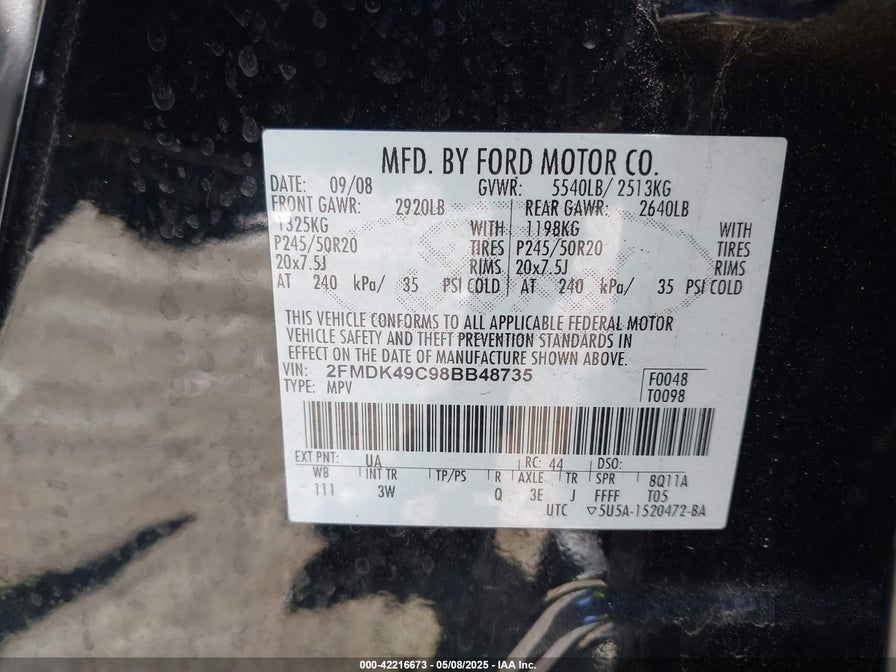 MFD. BY FORD MOTOR CO.
DATE: 09/08 GVWR: 5540LB/ 2513KG
FRONT GAWR: 2920LB REAR GAWR: 2640LB
1325KG WITH 1198KG WITH
P245/50R20 TIRES P245/50R20 TIRES
20x7.5J RIMS 20x7.5J RIMS
AT 240 kPa/ 35 PSI COLD AT 240 kPa/ 35 PSI COLD
THIS VEHICLE CONFORMS TO ALL APPLICABLE FEDERAL MOTOR
VEHICLE SAFETY AND THEFT PREVENTION STANDARDS IN
EFFECT ON THE DATE OF MANUFACTURE SHOWN ABOVE.
VIN: 2FMDK49C98BB48735 F0048
TYPE: MPV T0098
EXT PNT: UA RC: 44 DSO:
WB INT TR TP/PS R AXLE TR SPR 8Q11A
111 3W Q 3E J FFFF T05
UTC ▽5U5A-1520472-BA
000-42216673 — 05/08/2025 — IAA Inc.